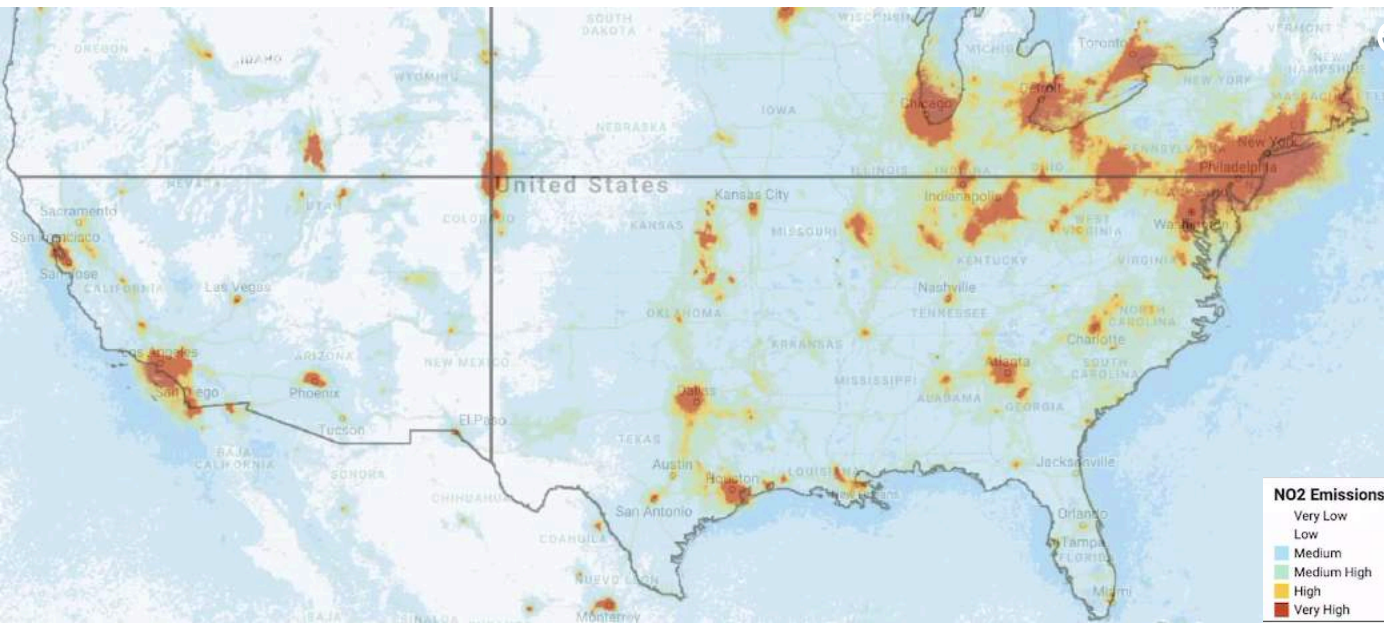 SOUTH
DAKOTA
WISCONSIN
VERMONT
OREGON
IDAHO
MICHIG
Toronto
NEW
HAMPSHIRE
WYOMING
NEW YORK
Detroit
MASSACH
Chicago
IOWA
NEBRASKA
New York
PENNSYLVANIA
ILLINOIS
INDIANA
OHIO
Philadelphia
NEVADA
UTAH
United States
Kansas City
Indianapolis
Sacramento
COLORADO
KANSAS
MISSOURI
WEST
VIRGINIA
Washington
San Francisco
San Jose
KENTUCKY
VIRGINIA
CALIFORNIA
Las Vegas
Nashville
OKLAHOMA
TENNESSEE
NORTH
CAROLINA
Charlotte
Los Angeles
ARIZONA
NEW MEXICO
ARKANSAS
Atlanta
SOUTH
CAROLINA
San Diego
Phoenix
Dallas
MISSISSIPPI
ALABAMA
GEORGIA
El Paso
Tucson
TEXAS
BAJA
CALIFORNIA
SONORA
CHIHUAHUA
Austin
Houston
LOUISIANA
Jacksonville
San Antonio
New Orleans
Orlando
COAHUILA
Tampa
FLORIDA
NUEVO LEON
Miami
Monterrey
BAJA
SINALOA
NO2 Emissions
Very Low
Low
Medium
Medium High
High
Very High